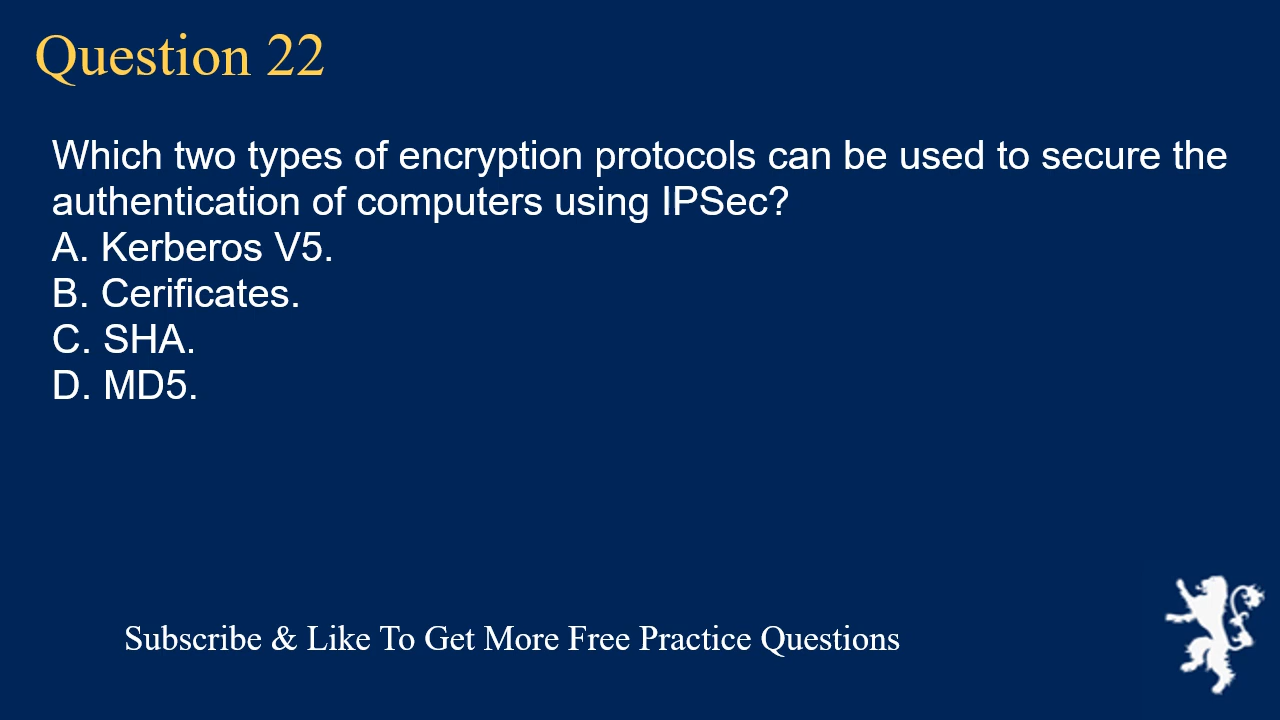 Question 22
Which two types of encryption protocols can be used to secure the
authentication of computers using IPSec?
A. Kerberos V5.
B. Cerificates.
C. SHA.
D. MD5.
Subscribe & Like To Get More Free Practice Questions